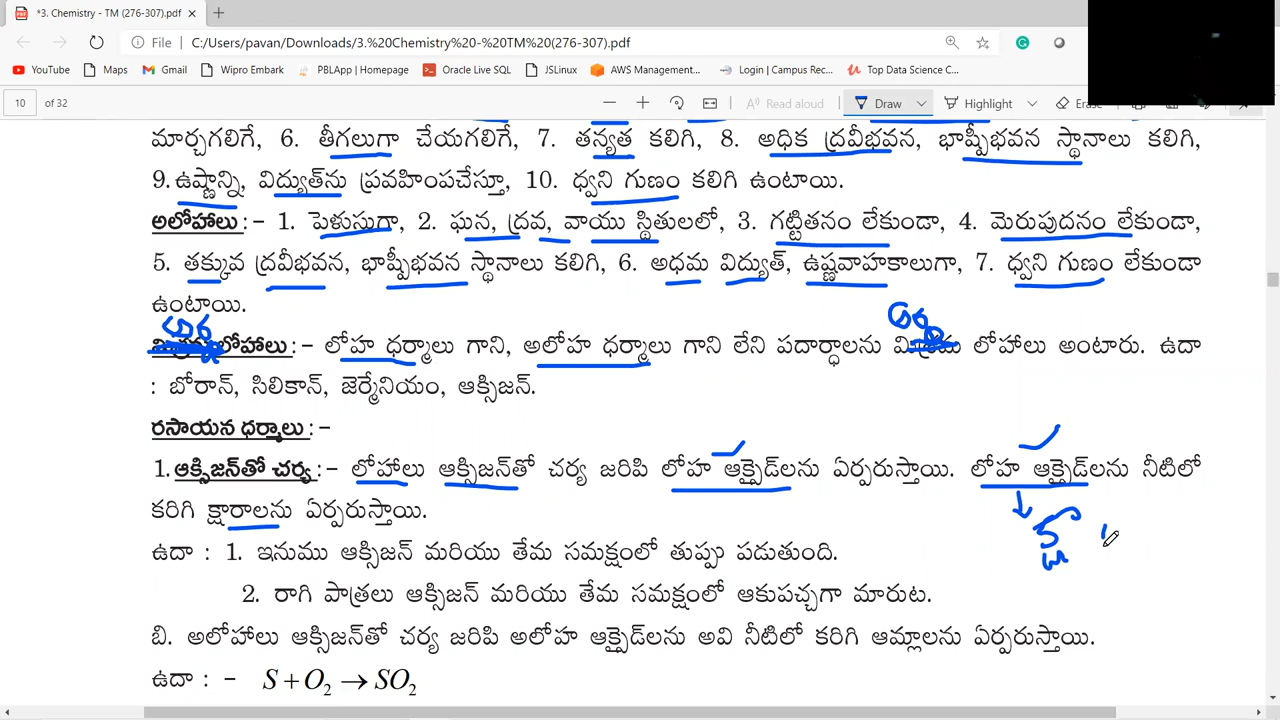 *3. Chemistry - TM (276-307).pdf
File C:/Users/pavan/Downloads/3.%20Chemistry%20-%20TM%20(276-307).pdf
YouTube Maps Gmail Wipro Embark PBLApp | Homepage Oracle Live SQL JSLinux AWS Management... Login | Campus Rec... Top Data Science C...
10 of 32 Read aloud Draw Highlight Erase
మార్చగలిగే, 6. తీగలుగా చేయగలిగే, 7. తన్యత కలిగి, 8. అధిక ద్రవీభవన, భాష్పీభవన స్థానాలు కలిగి,
9. ఉష్ణాన్ని, విద్యుత్‌ను ప్రవహింపచేస్తూ, 10. ధ్వని గుణం కలిగి ఉంటాయి.
అలోహాలు :- 1. పెళుసుగా, 2. ఘన, ద్రవ, వాయు స్థితులలో, 3. గట్టితనం లేకుండా, 4. మెరుపుదనం లేకుండా,
5. తక్కువ ద్రవీభవన, భాష్పీభవన స్థానాలు కలిగి, 6. అధమ విద్యుత్, ఉష్ణవాహకాలుగా, 7. ధ్వని గుణం లేకుండా
ఉంటాయి.
లోహాలు :- లోహ ధర్మాలు గాని, అలోహ ధర్మాలు గాని లేని పదార్ధాలను మిశ్రమ లోహాలు అంటారు. ఉదా
: బోరాన్, సిలికాన్, జెర్మేనియం, ఆక్సిజన్.
రసాయన ధర్మాలు :-
1. ఆక్సిజన్‌తో చర్య :- లోహాలు ఆక్సిజన్‌తో చర్య జరిపి లోహ ఆక్సైడ్‌లను ఏర్పరుస్తాయి. లోహ ఆక్సైడ్‌లను నీటిలో
కరిగి క్షారాలను ఏర్పరుస్తాయి.
ఉదా : 1. ఇనుము ఆక్సిజన్ మరియు తేమ సమక్షంలో తుప్పు పడుతుంది.
2. రాగి పాత్రలు ఆక్సిజన్ మరియు తేమ సమక్షంలో ఆకుపచ్చగా మారుట.
బి. అలోహాలు ఆక్సిజన్‌తో చర్య జరిపి అలోహ ఆక్సైడ్‌లను అవి నీటిలో కరిగి ఆమ్లాలను ఏర్పరుస్తాయి.
ఉదా : - S + O₂ → SO₂